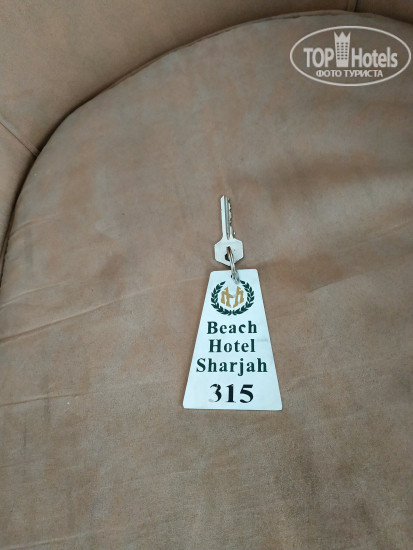 TOP Hotels
ФОТО ТУРИСТА
Beach
Hotel
Sharjah
315